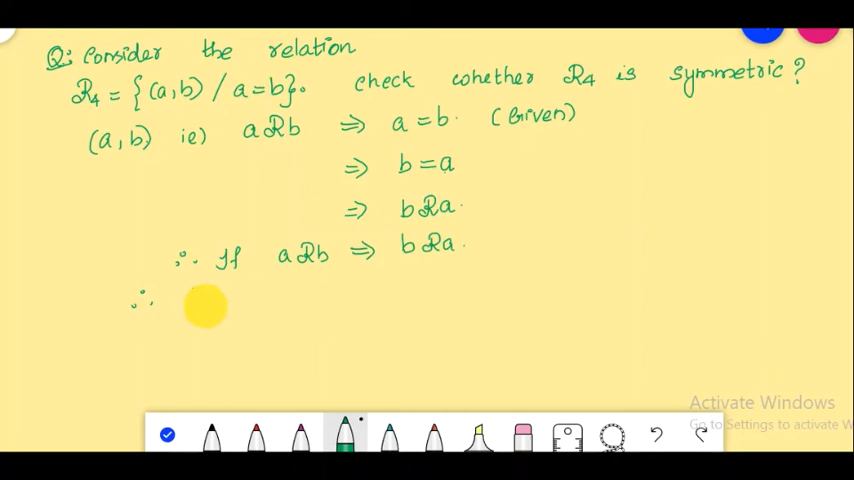 Q: Consider the relation
R₄ = {(a,b) / a=b}. check whether R₄ is symmetric?
(a,b) ie) aRb ⇒ a=b. (Given)
⇒ b=a
⇒ bRa.
∴ If aRb ⇒ bRa.
∴
Activate Windows
Go to Settings to activate W